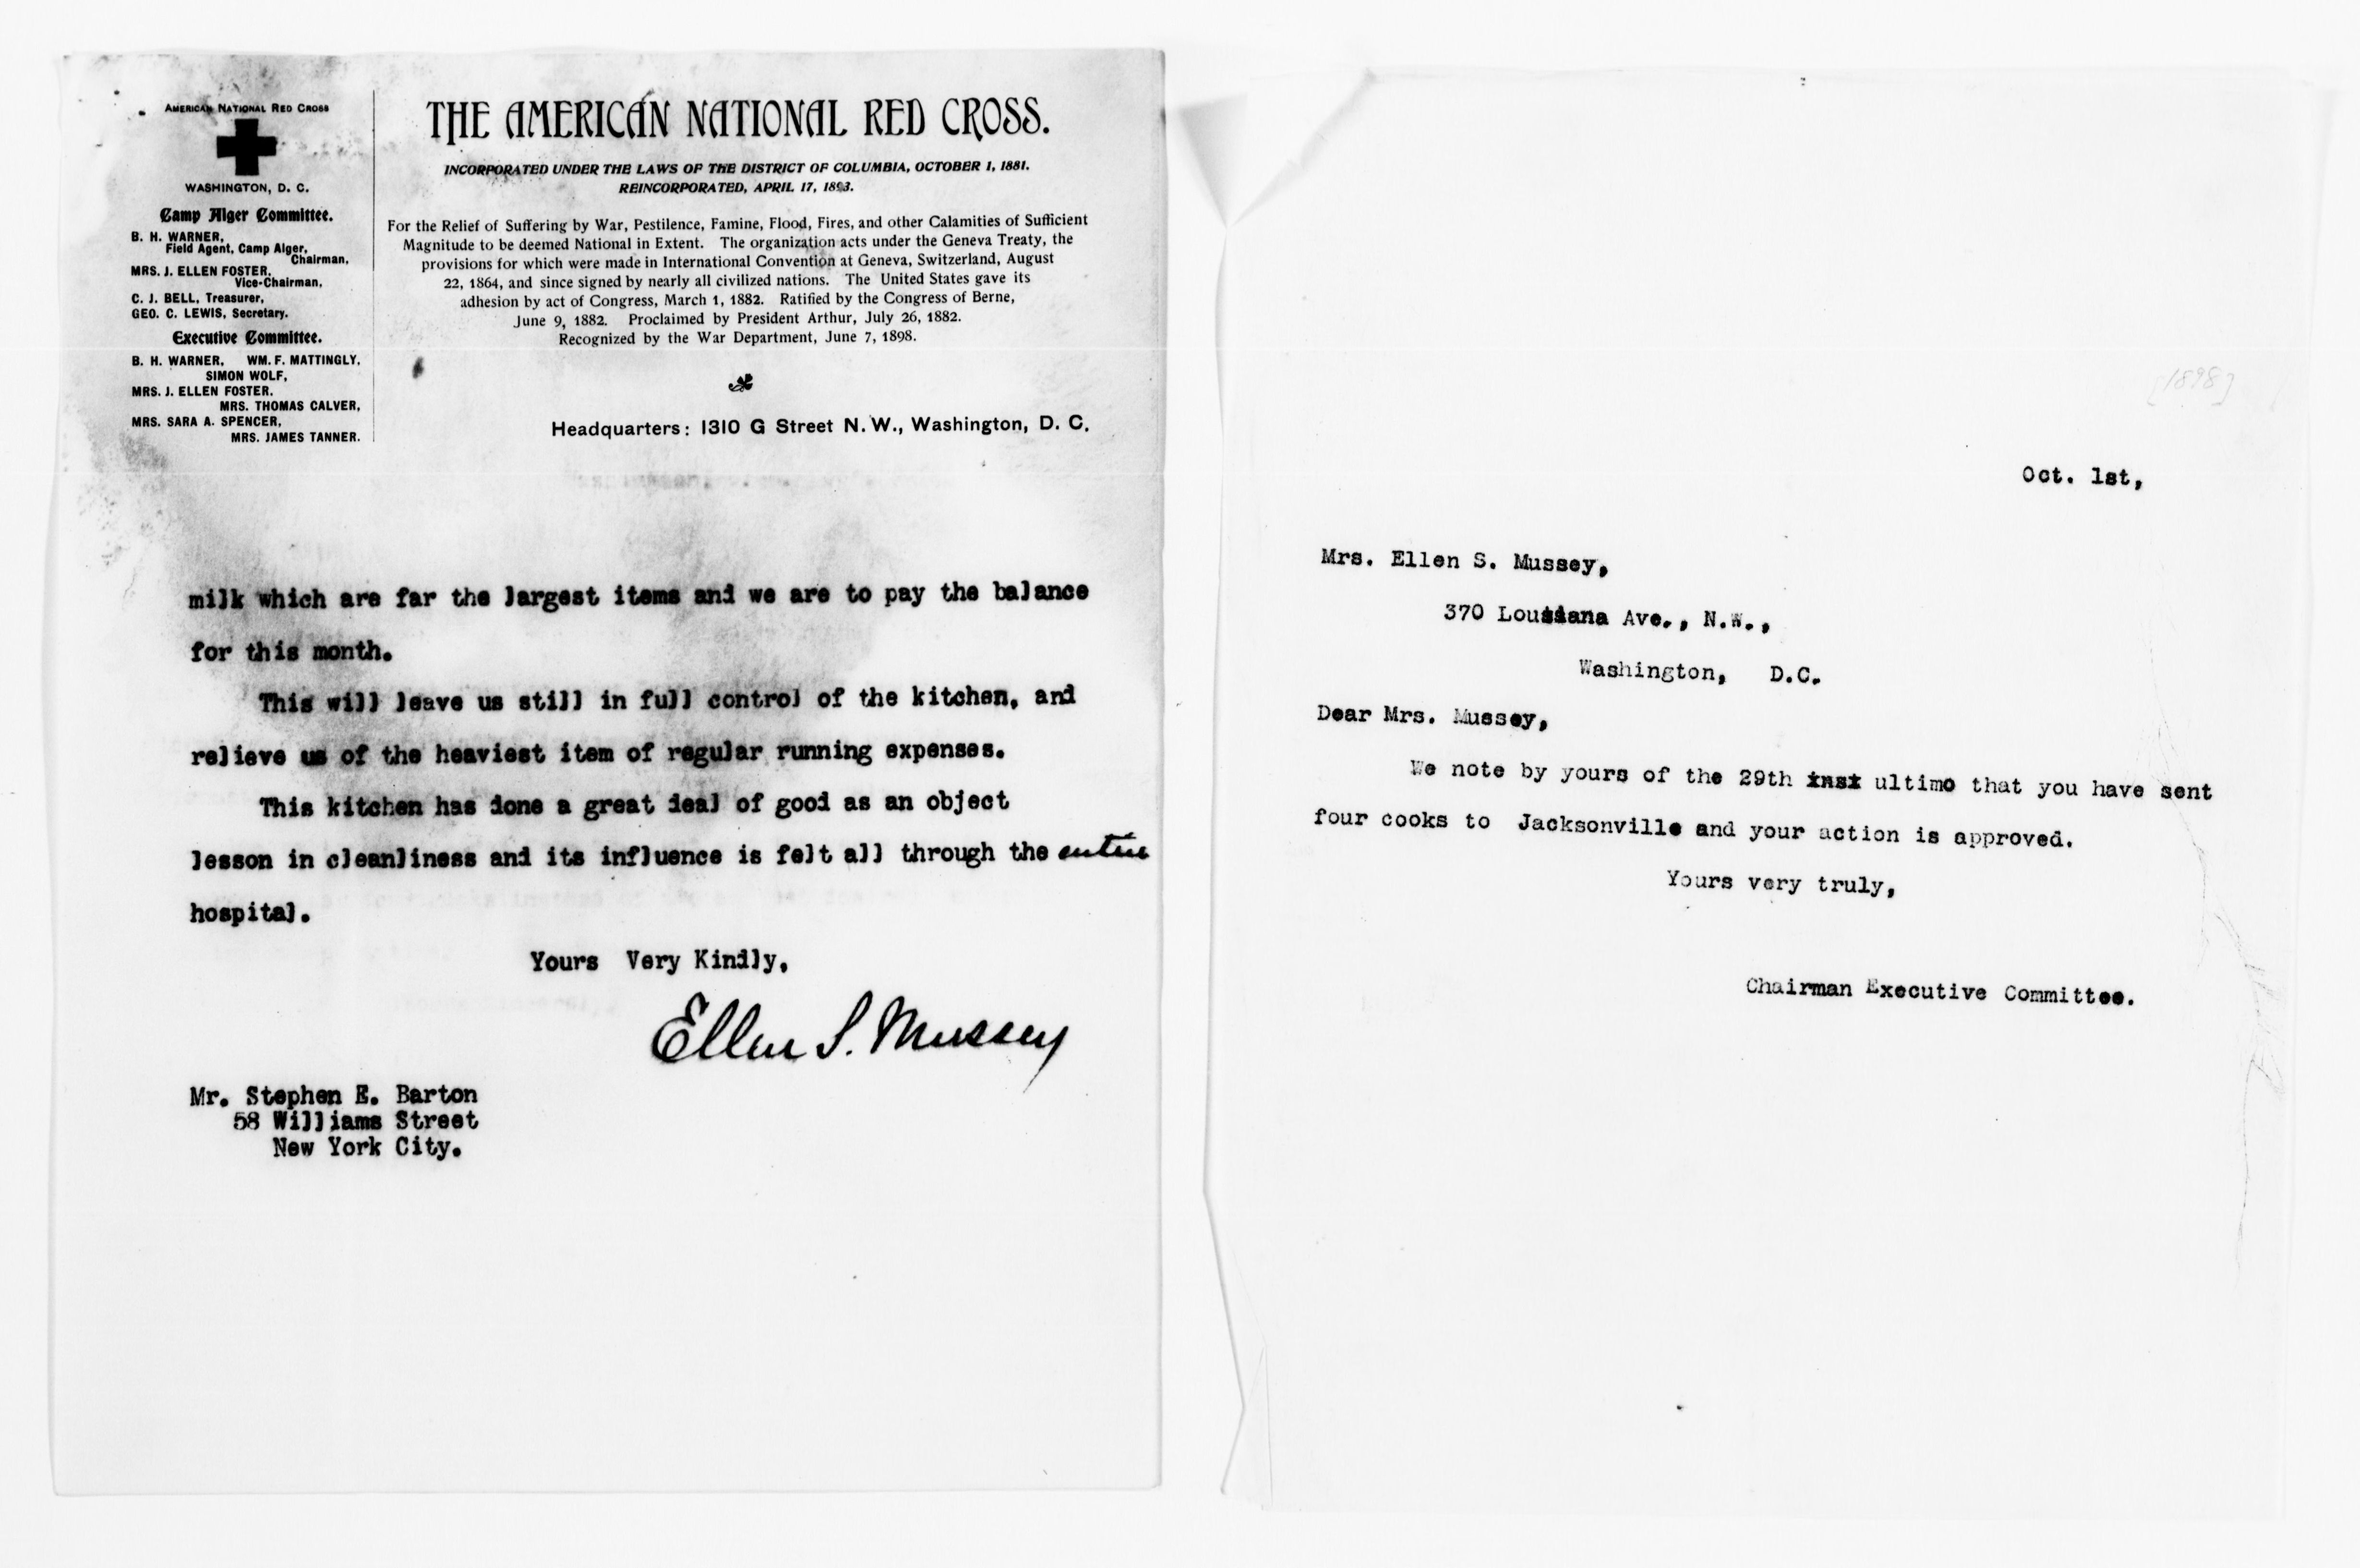 AMERICAN NATIONAL RED CROSS
WASHINGTON, D. C.
Camp Alger Committee.
B. H. WARNER,
Field Agent, Camp Alger,
Chairman,
MRS. J. ELLEN FOSTER,
Vice-Chairman,
C. J. BELL, Treasurer,
GEO. C. LEWIS, Secretary.
Executive Committee.
B. H. WARNER, WM. F. MATTINGLY,
SIMON WOLF,
MRS. J. ELLEN FOSTER.
MRS. THOMAS CALVER,
MRS. SARA A. SPENCER,
MRS. JAMES TANNER.
THE AMERICAN NATIONAL RED CROSS.
INCORPORATED UNDER THE LAWS OF THE DISTRICT OF COLUMBIA, OCTOBER 1, 1881.
REINCORPORATED, APRIL 17, 1893.
For the Relief of Suffering by War, Pestilence, Famine, Flood, Fires, and other Calamities of Sufficient
Magnitude to be deemed National in Extent. The organization acts under the Geneva Treaty, the
provisions for which were made in International Convention at Geneva, Switzerland, August
22, 1864, and since signed by nearly all civilized nations. The United States gave its
adhesion by act of Congress, March 1, 1882. Ratified by the Congress of Berne,
June 9, 1882. Proclaimed by President Arthur, July 26, 1882.
Recognized by the War Department, June 7, 1898.
Headquarters: 1310 G Street N. W., Washington, D. C.
milk which are far the largest items and we are to pay the balance
for this month.
This will leave us still in full control of the kitchen, and
relieve us of the heaviest item of regular running expenses.
This kitchen has done a great deal of good as an object
lesson in cleanliness and its influence is felt all through the entire
hospital.
Yours Very Kindly,
Ellen S. Mussey
Mr. Stephen E. Barton
58 Williams Street
New York City.
[1898]
Oct. 1st,
Mrs. Ellen S. Mussey,
370 Lousiana Ave., N.W.,
Washington, D.C.
Dear Mrs. Mussey,
We note by yours of the 29th inst ultimo that you have sent
four cooks to Jacksonville and your action is approved.
Yours very truly,
Chairman Executive Committee.